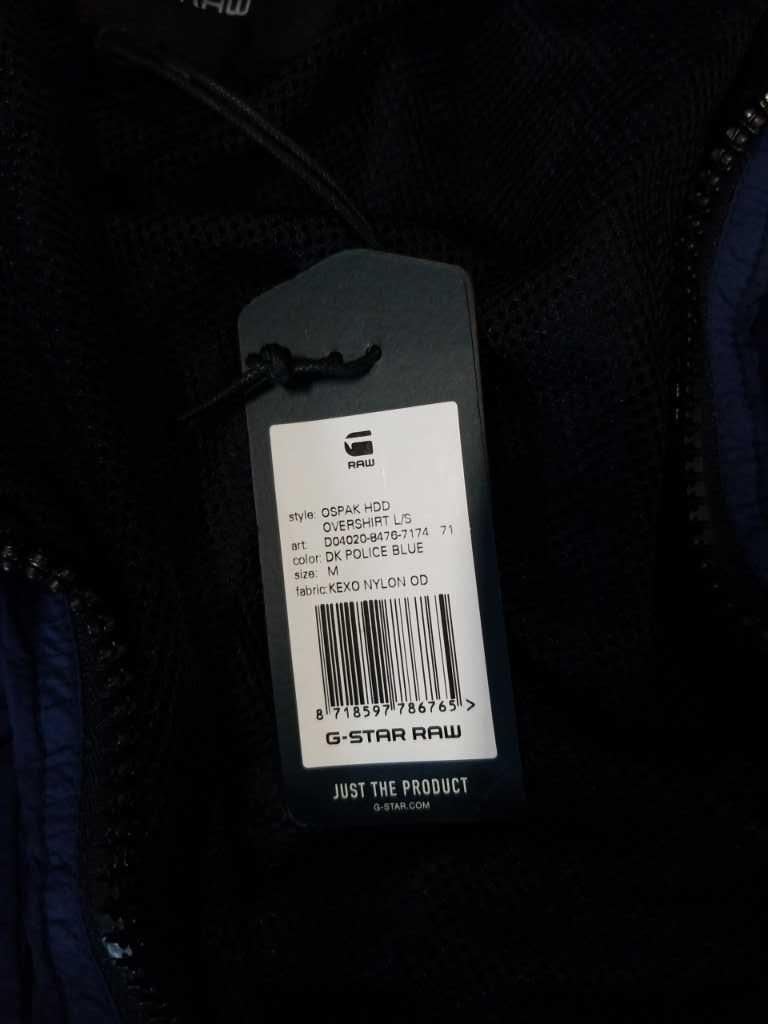 RAW
RAW
style: OSPAK HDD
OVERSHIRT L/S
art: D04020-8476-7174 71
color: DK POLICE BLUE
size: M
fabric: KEXO NYLON OD
8 718597 786765 >
G-STAR RAW
JUST THE PRODUCT
G-STAR.COM